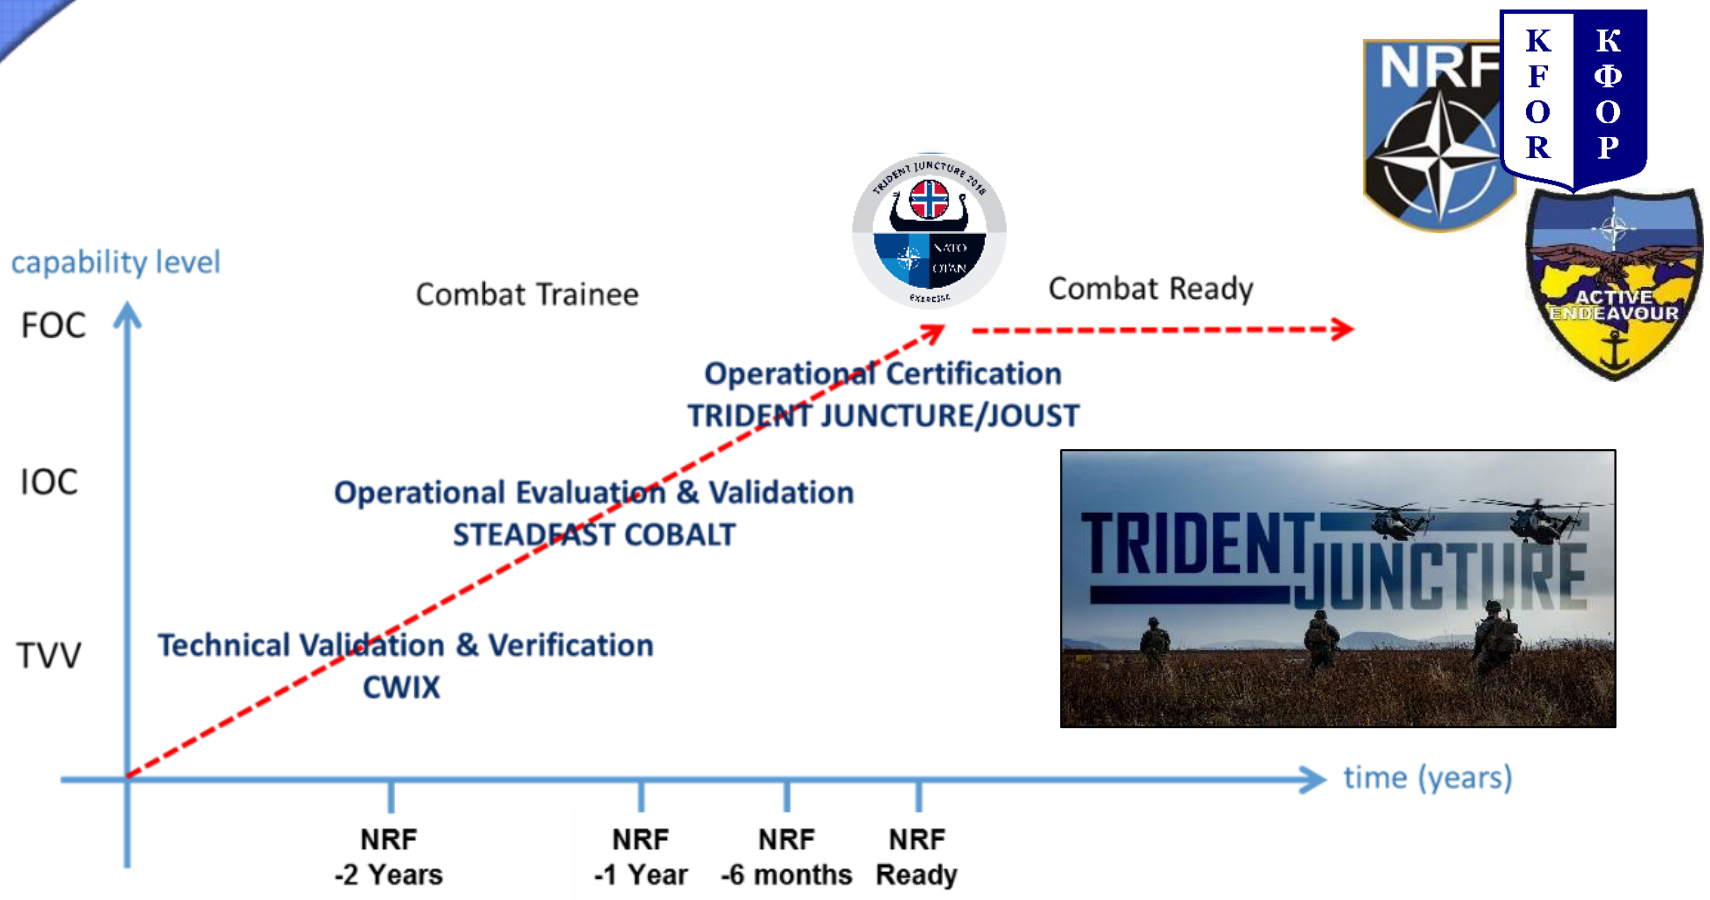 NRF
K
F
O
R
К
Ф
О
Р
ACTIVE
ENDEAVOUR
TRIDENT JUNCTURE 2018
NATO
OTAN
EXERCISE
capability level
FOC
IOC
TVV
Combat Trainee
Combat Ready
Operational Certification
TRIDENT JUNCTURE/JOUST
Operational Evaluation & Validation
STEADFAST COBALT
Technical Validation & Verification
CWIX
TRIDENT
JUNCTURE
time (years)
NRF
-2 Years
NRF
-1 Year
NRF
-6 months
NRF
Ready